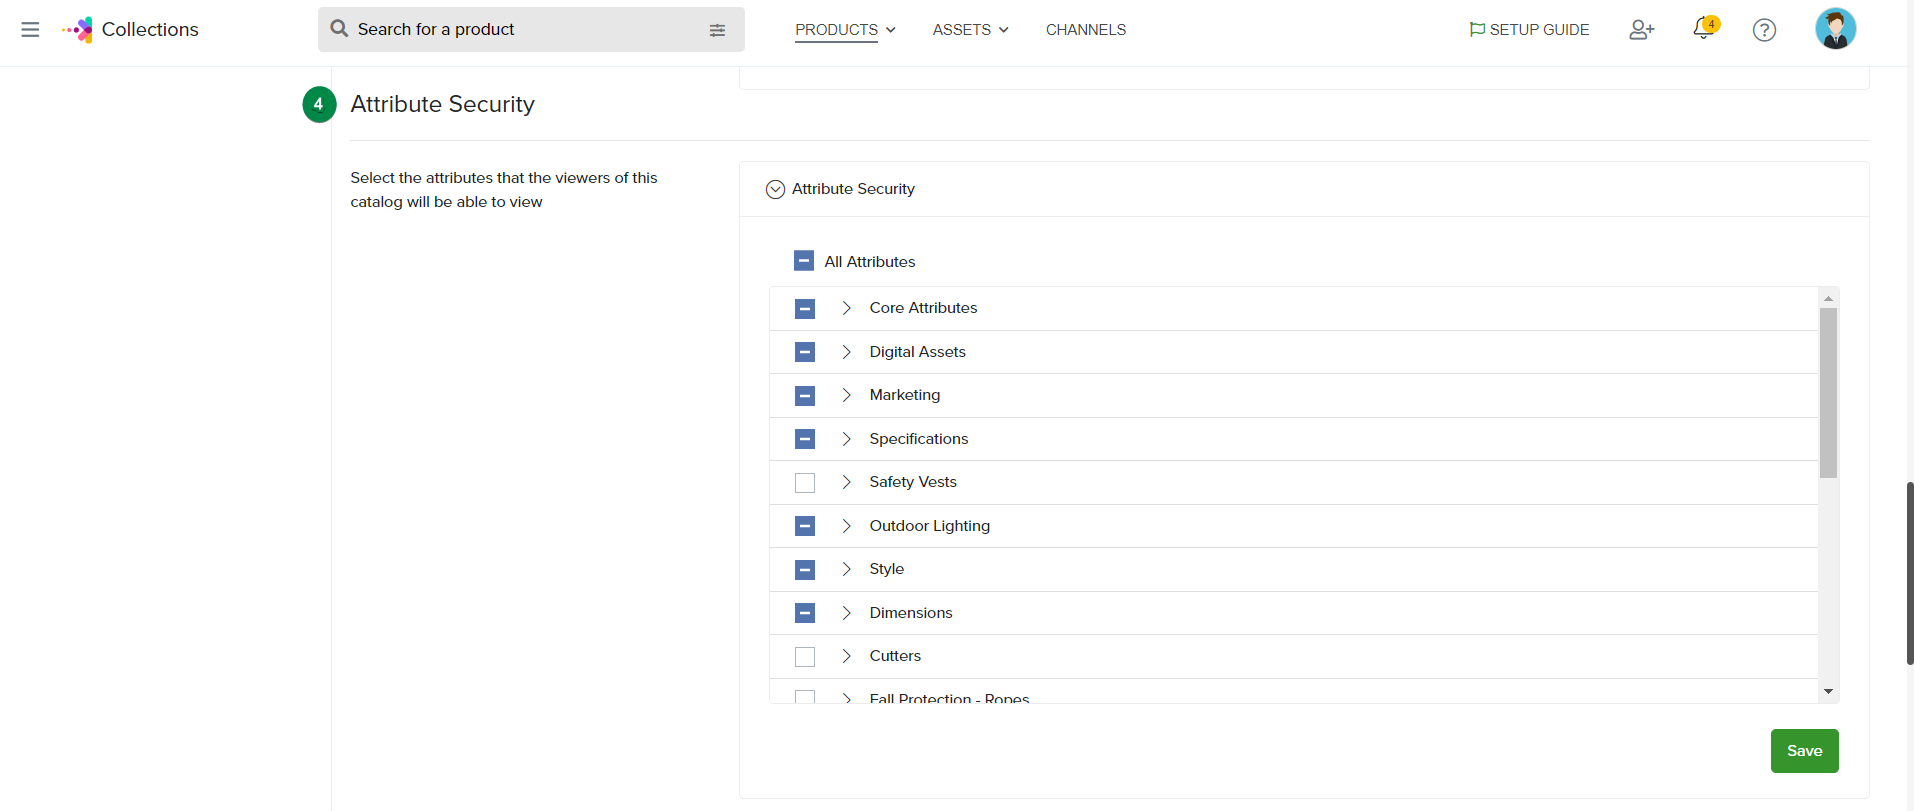 Collections
Search for a product
PRODUCTS
ASSETS
CHANNELS
SETUP GUIDE
4
?
4
Attribute Security
Select the attributes that the viewers of this
catalog will be able to view
Attribute Security
All Attributes
Core Attributes
Digital Assets
Marketing
Specifications
Safety Vests
Outdoor Lighting
Style
Dimensions
Cutters
Fall Protection - Ropes
Save